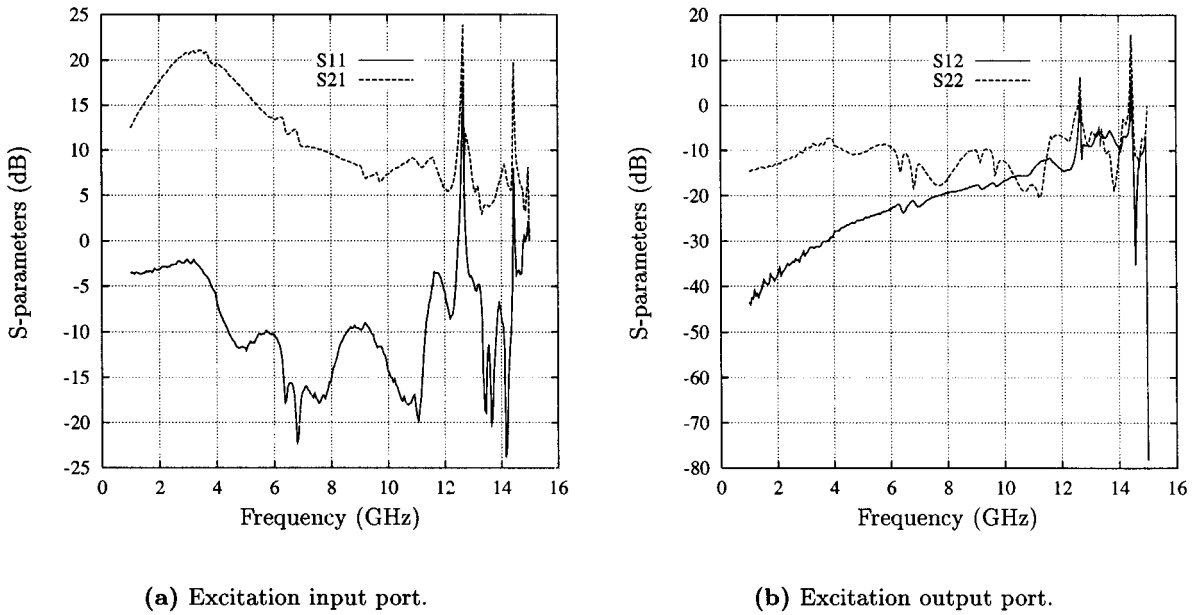 25
20
15
10
5
0
-5
-10
-15
-20
-25
S-parameters (dB)
S11
S21
0 2 4 6 8 10 12 14 16
Frequency (GHz)
(a) Excitation input port.
20
10
0
-10
-20
-30
-40
-50
-60
-70
-80
S-parameters (dB)
S12
S22
0 2 4 6 8 10 12 14 16
Frequency (GHz)
(b) Excitation output port.